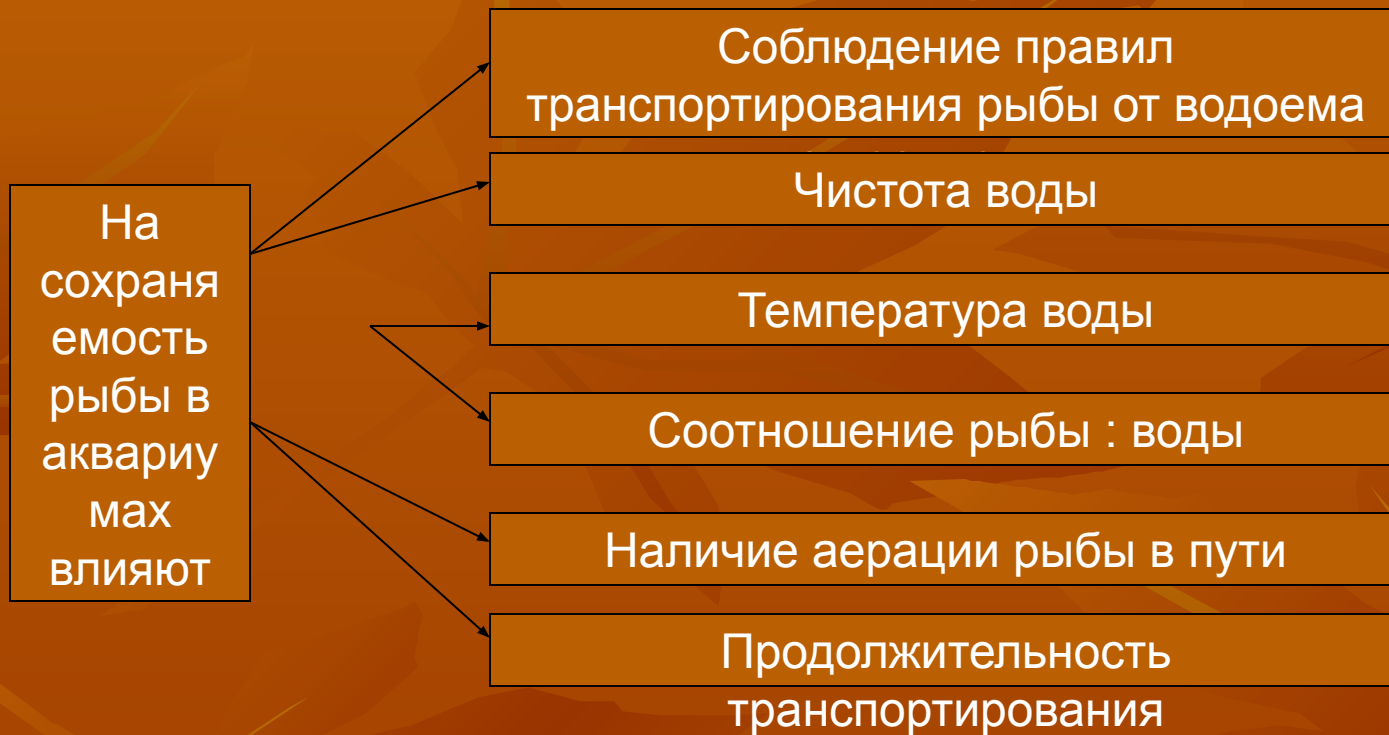 На
сохраня
емость
рыбы в
аквариу
мах
влияют
Соблюдение правил
транспортирования рыбы от водоема
Чистота воды
Температура воды
Соотношение рыбы : воды
Наличие аерации рыбы в пути
Продолжительность
транспортирования